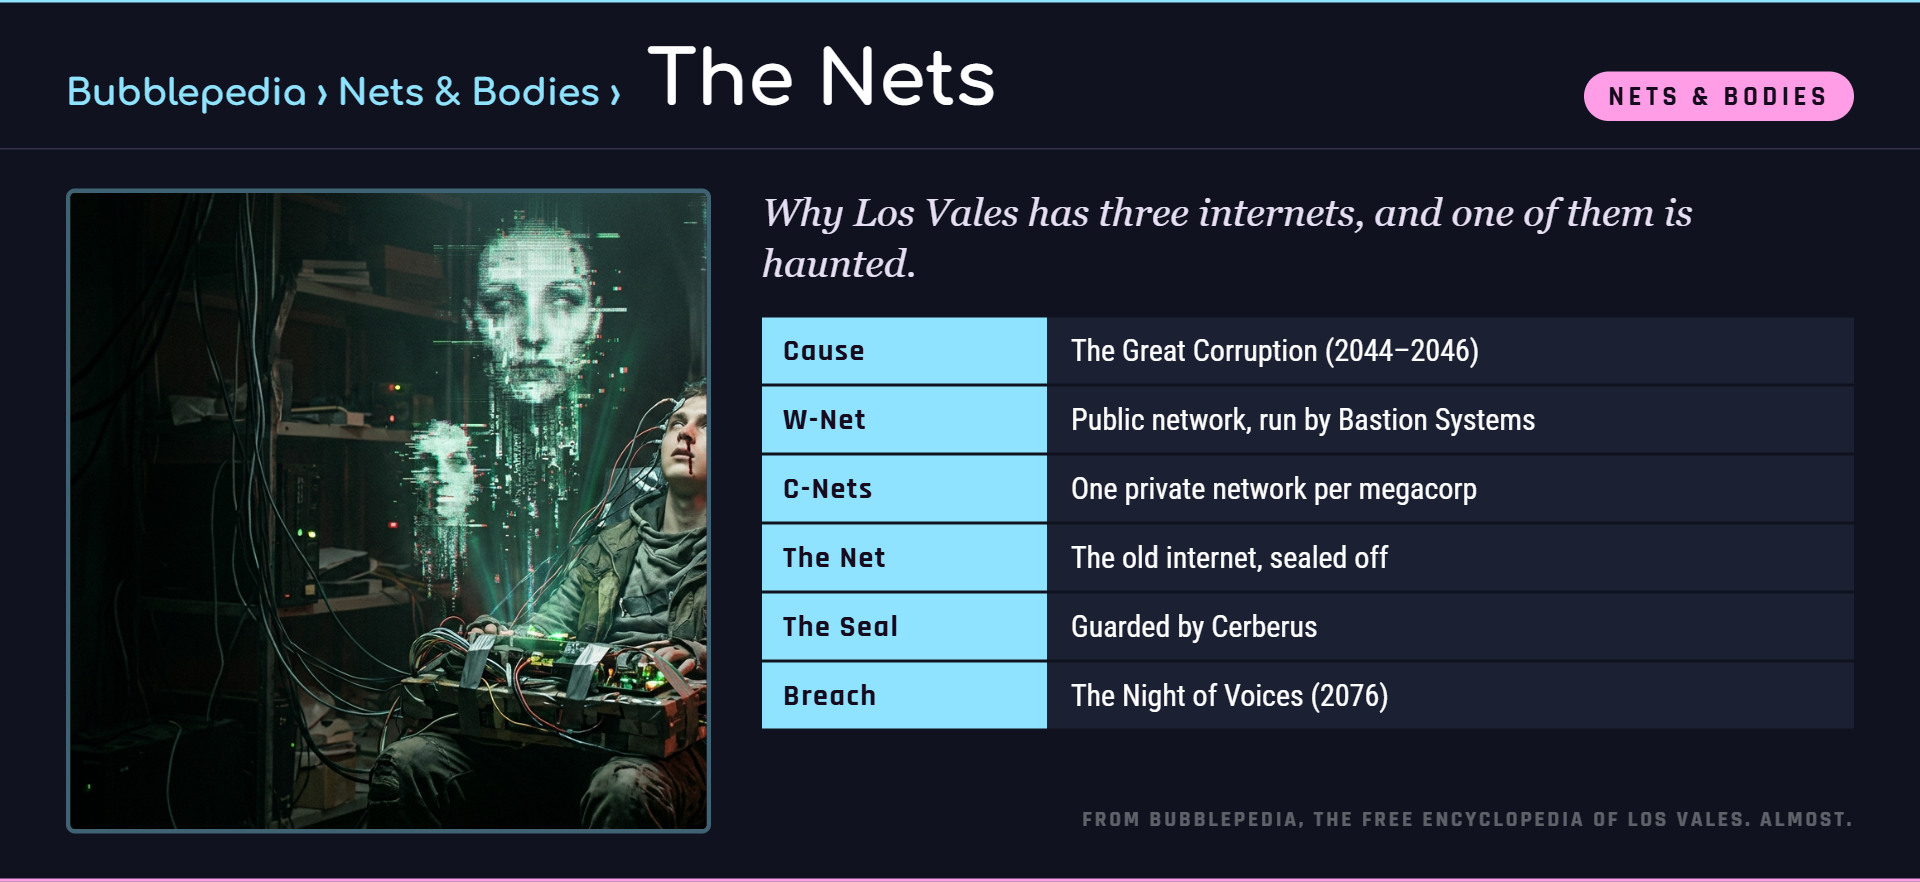 Bubblepedia › Nets & Bodies › The Nets
NETS & BODIES
Why Los Vales has three internets, and one of them is
haunted.
Cause The Great Corruption (2044–2046)
W-Net Public network, run by Bastion Systems
C-Nets One private network per megacorp
The Net The old internet, sealed off
The Seal Guarded by Cerberus
Breach The Night of Voices (2076)
FROM BUBBLEPEDIA, THE FREE ENCYCLOPEDIA OF LOS VALES. ALMOST.